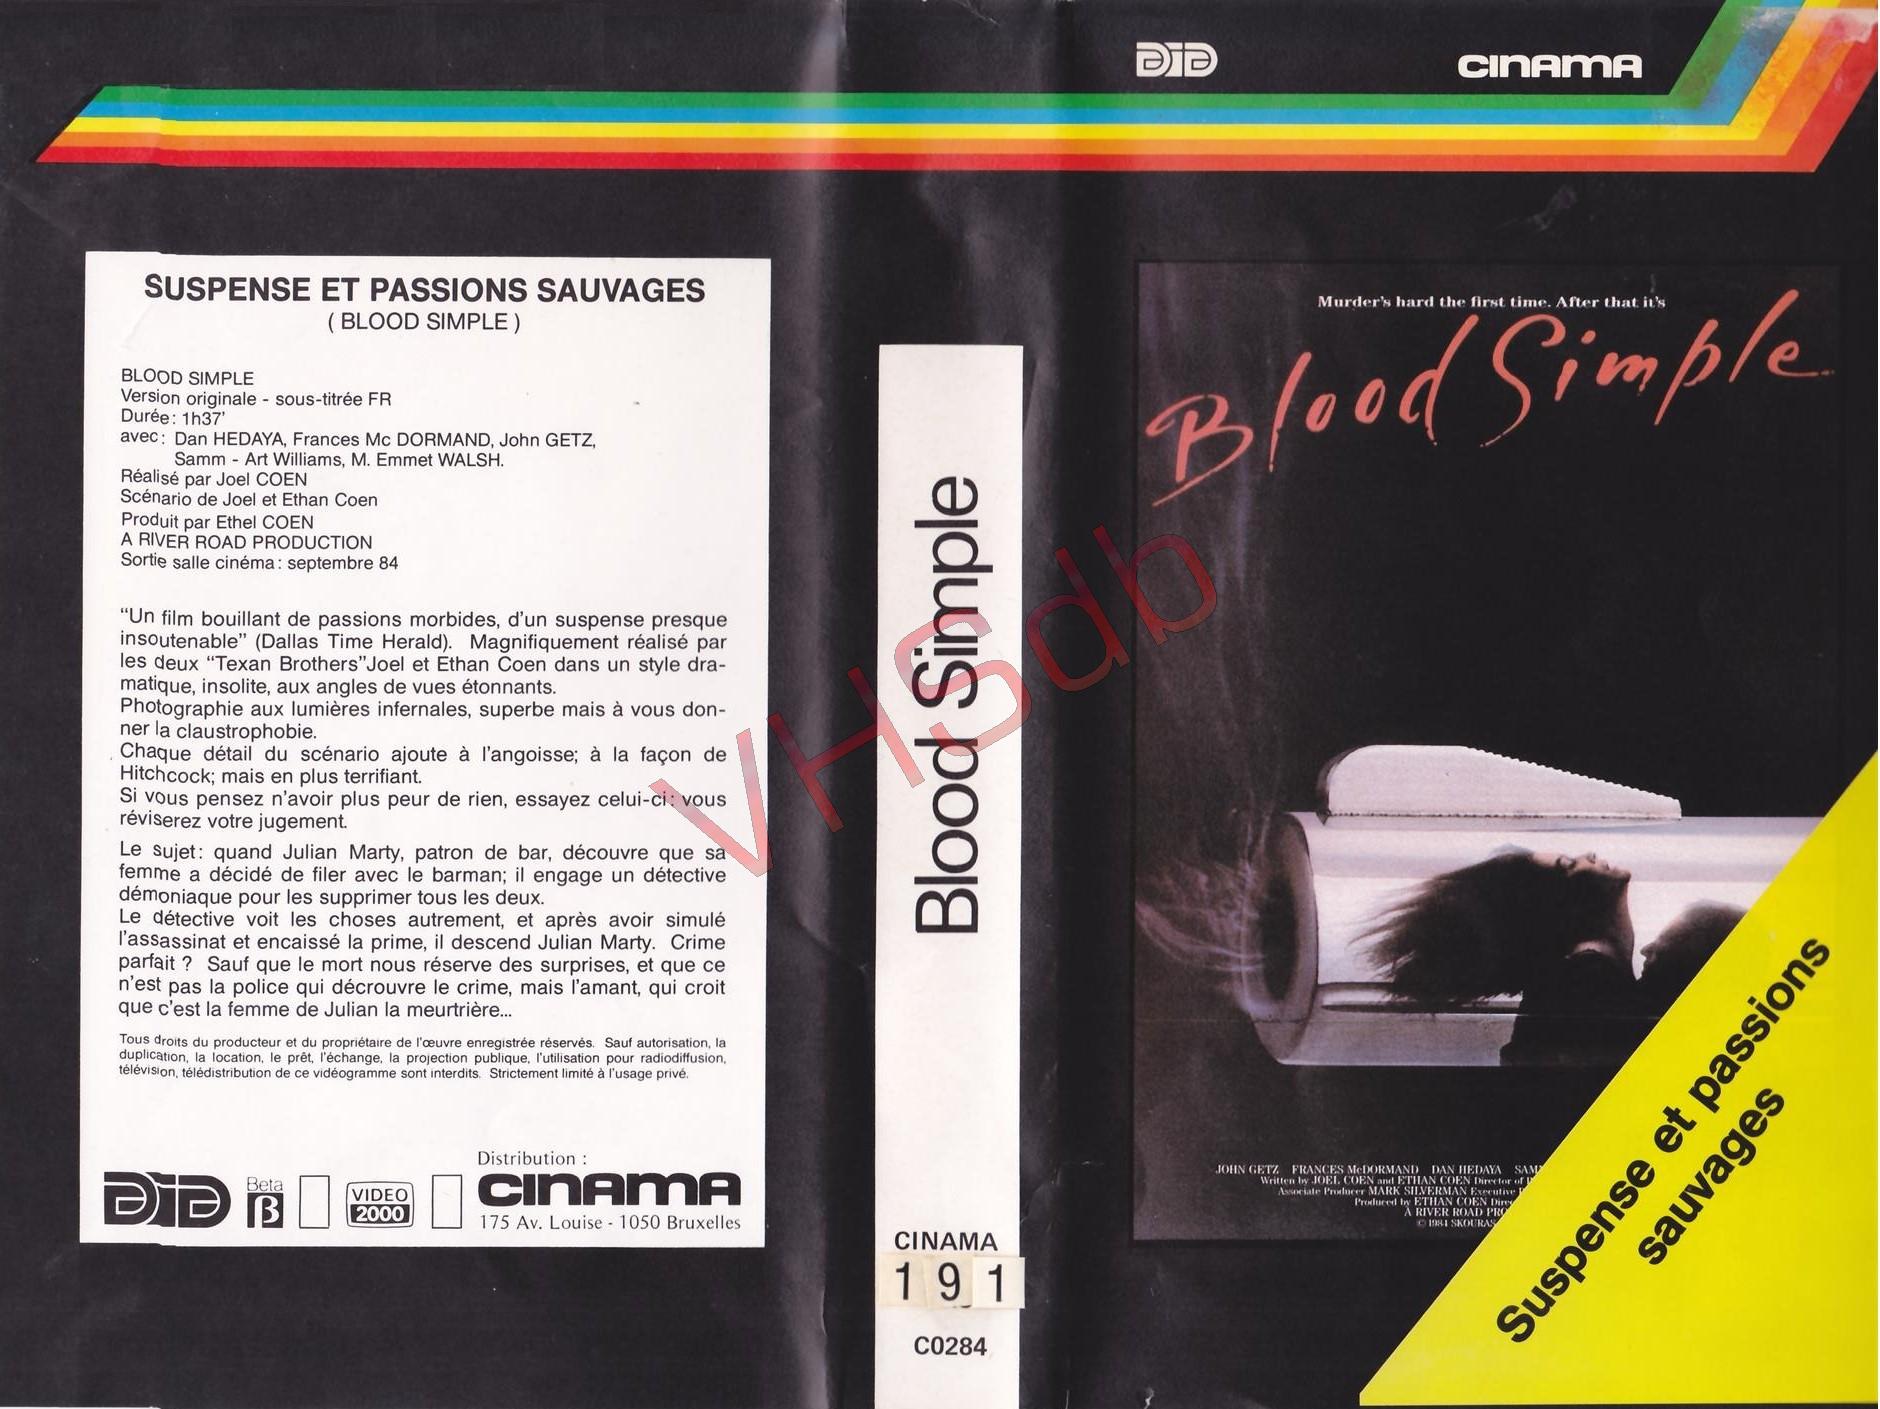 SUSPENSE ET PASSIONS SAUVAGES
( BLOOD SIMPLE )
BLOOD SIMPLE
Version originale - sous-titrée FR
Durée : 1h37'
avec : Dan HEDAYA, Frances Mc DORMAND, John GETZ,
Samm - Art Williams, M. Emmet WALSH.
Réalisé par Joel COEN
Scénario de Joel et Ethan Coen
Produit par Ethel COEN
A RIVER ROAD PRODUCTION
Sortie salle cinéma : septembre 84
“Un film bouillant de passions morbides, d'un suspense presque
insoutenable” (Dallas Time Herald). Magnifiquement réalisé par
les deux “Texan Brothers”Joel et Ethan Coen dans un style dra-
matique, insolite, aux angles de vues étonnants.
Photographie aux lumières infernales, superbe mais à vous don-
ner la claustrophobie.
Chaque détail du scénario ajoute à l'angoisse; à la façon de
Hitchcock; mais en plus terrifiant.
Si vous pensez n'avoir plus peur de rien, essayez celui-ci : vous
réviserez votre jugement.
Le sujet : quand Julian Marty, patron de bar, découvre que sa
femme a décidé de filer avec le barman; il engage un détective
démoniaque pour les supprimer tous les deux.
Le détective voit les choses autrement, et après avoir simulé
l'assassinat et encaissé la prime, il descend Julian Marty. Crime
parfait ? Sauf que le mort nous réserve des surprises, et que ce
n'est pas la police qui décrouvre le crime, mais l'amant, qui croit
que c'est la femme de Julian la meurtrière...
Tous droits du producteur et du propriétaire de l'œuvre enregistrée réservés. Sauf autorisation, la
duplication, la location, le prêt, l'échange, la projection publique, l'utilisation pour radiodiffusion,
télévision, télédistribution de ce vidéogramme sont interdits. Strictement limité à l'usage privé.
DiD
Beta
β
VIDEO
2000
Distribution :
CINAMA
175 Av. Louise - 1050 Bruxelles
Blood Simple
CINAMA
191
C0284
VHSdb
DiD
CINAMA
Murder's hard the first time. After that it's
Blood Simple
JOHN GETZ FRANCES McDORMAND DAN HEDAYA SAM
Written by JOEL COEN and ETHAN COEN Director of
Associate Producer MARK SILVERMAN Executive
Produced by ETHAN COEN Direc
A RIVER ROAD PRO
© 1984 SKOURAS
Suspense et passions
sauvages